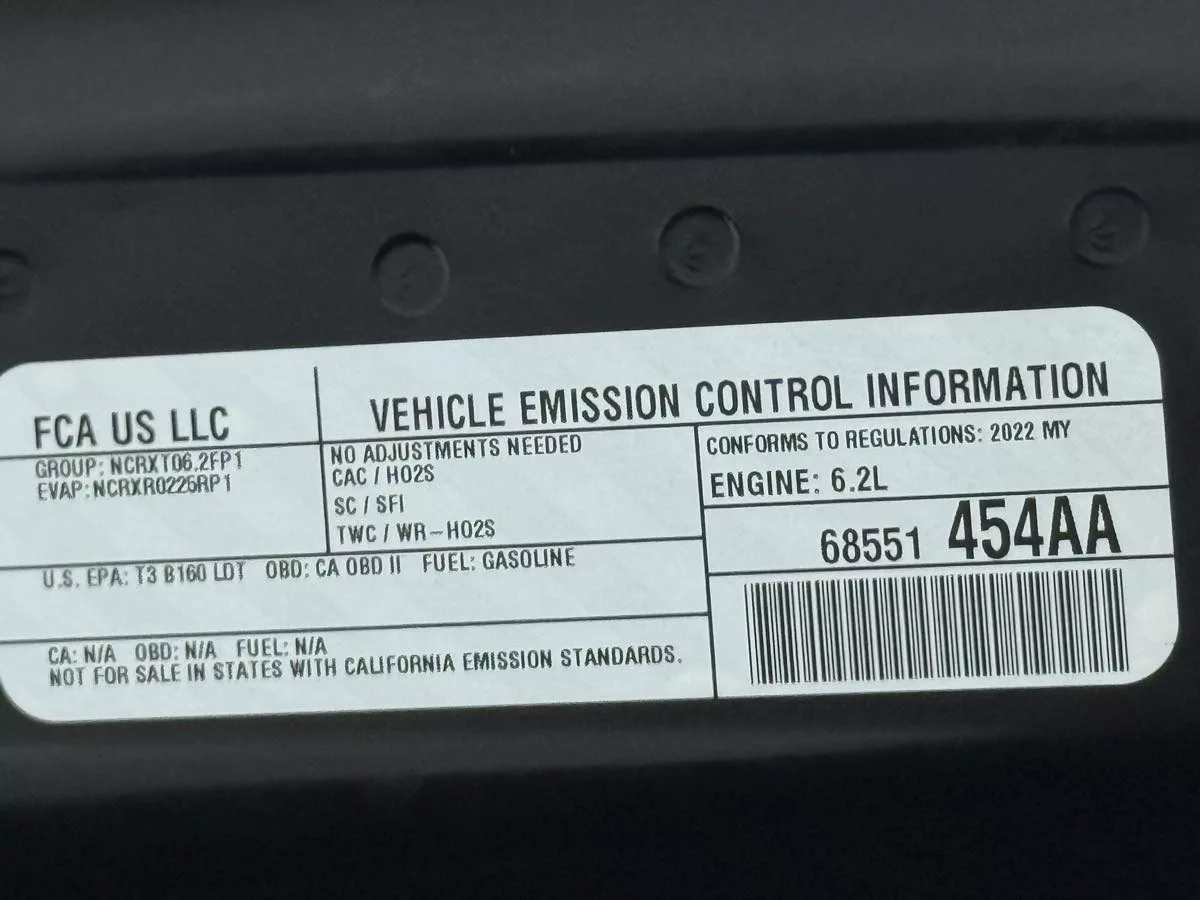 FCA US LLC
VEHICLE EMISSION CONTROL INFORMATION
GROUP: NCRXT06.2FP1
EVAP: NCRXR0225RP1
NO ADJUSTMENTS NEEDED
CAC / HO2S
SC / SFI
TWC / WR-HO2S
CONFORMS TO REGULATIONS: 2022 MY
ENGINE: 6.2L
68551 454AA
U.S. EPA: T3 B160 LDT OBD: CA OBD II FUEL: GASOLINE
CA: N/A OBD: N/A FUEL: N/A
NOT FOR SALE IN STATES WITH CALIFORNIA EMISSION STANDARDS.